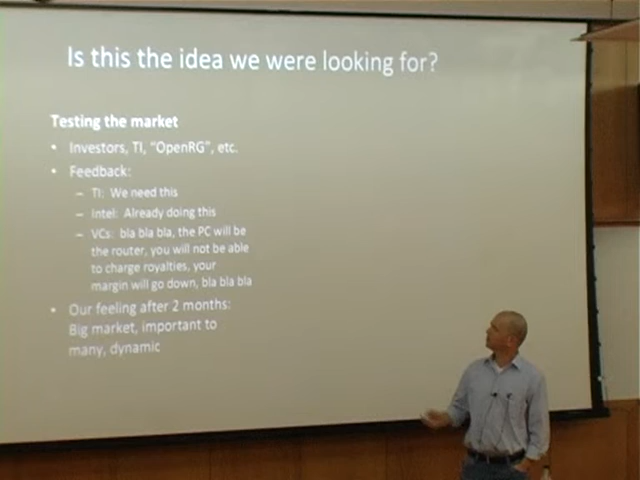 Is this the idea we were looking for?
Testing the market
• Investors, TI, "OpenRG", etc.
• Feedback:
– TI: We need this
– Intel: Already doing this
– VCs: bla bla bla, the PC will be
the router, you will not be able
to charge royalties, your
margin will go down, bla bla bla
• Our feeling after 2 months:
Big market, important to
many, dynamic